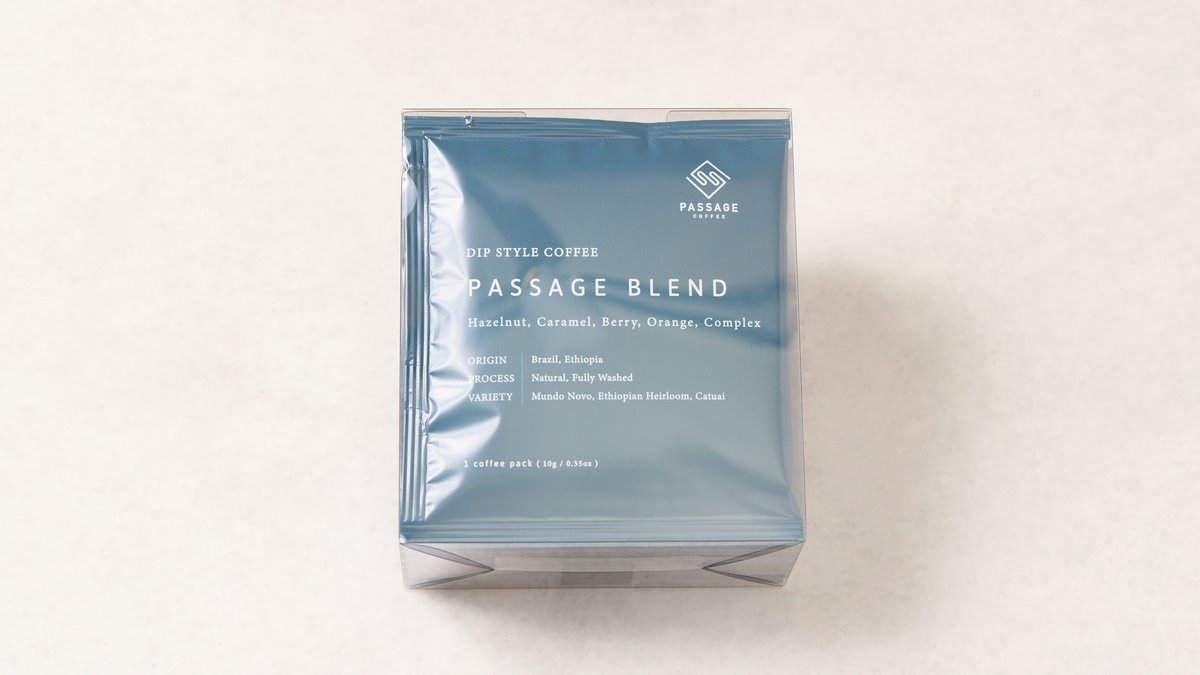 PASSAGE
COFFEE
DIP STYLE COFFEE
PASSAGE BLEND
Hazelnut, Caramel, Berry, Orange, Complex
ORIGIN Brazil, Ethiopia
PROCESS Natural, Fully Washed
VARIETY Mundo Novo, Ethiopian Heirloom, Catuai
1 coffee pack ( 10g / 0.35oz )